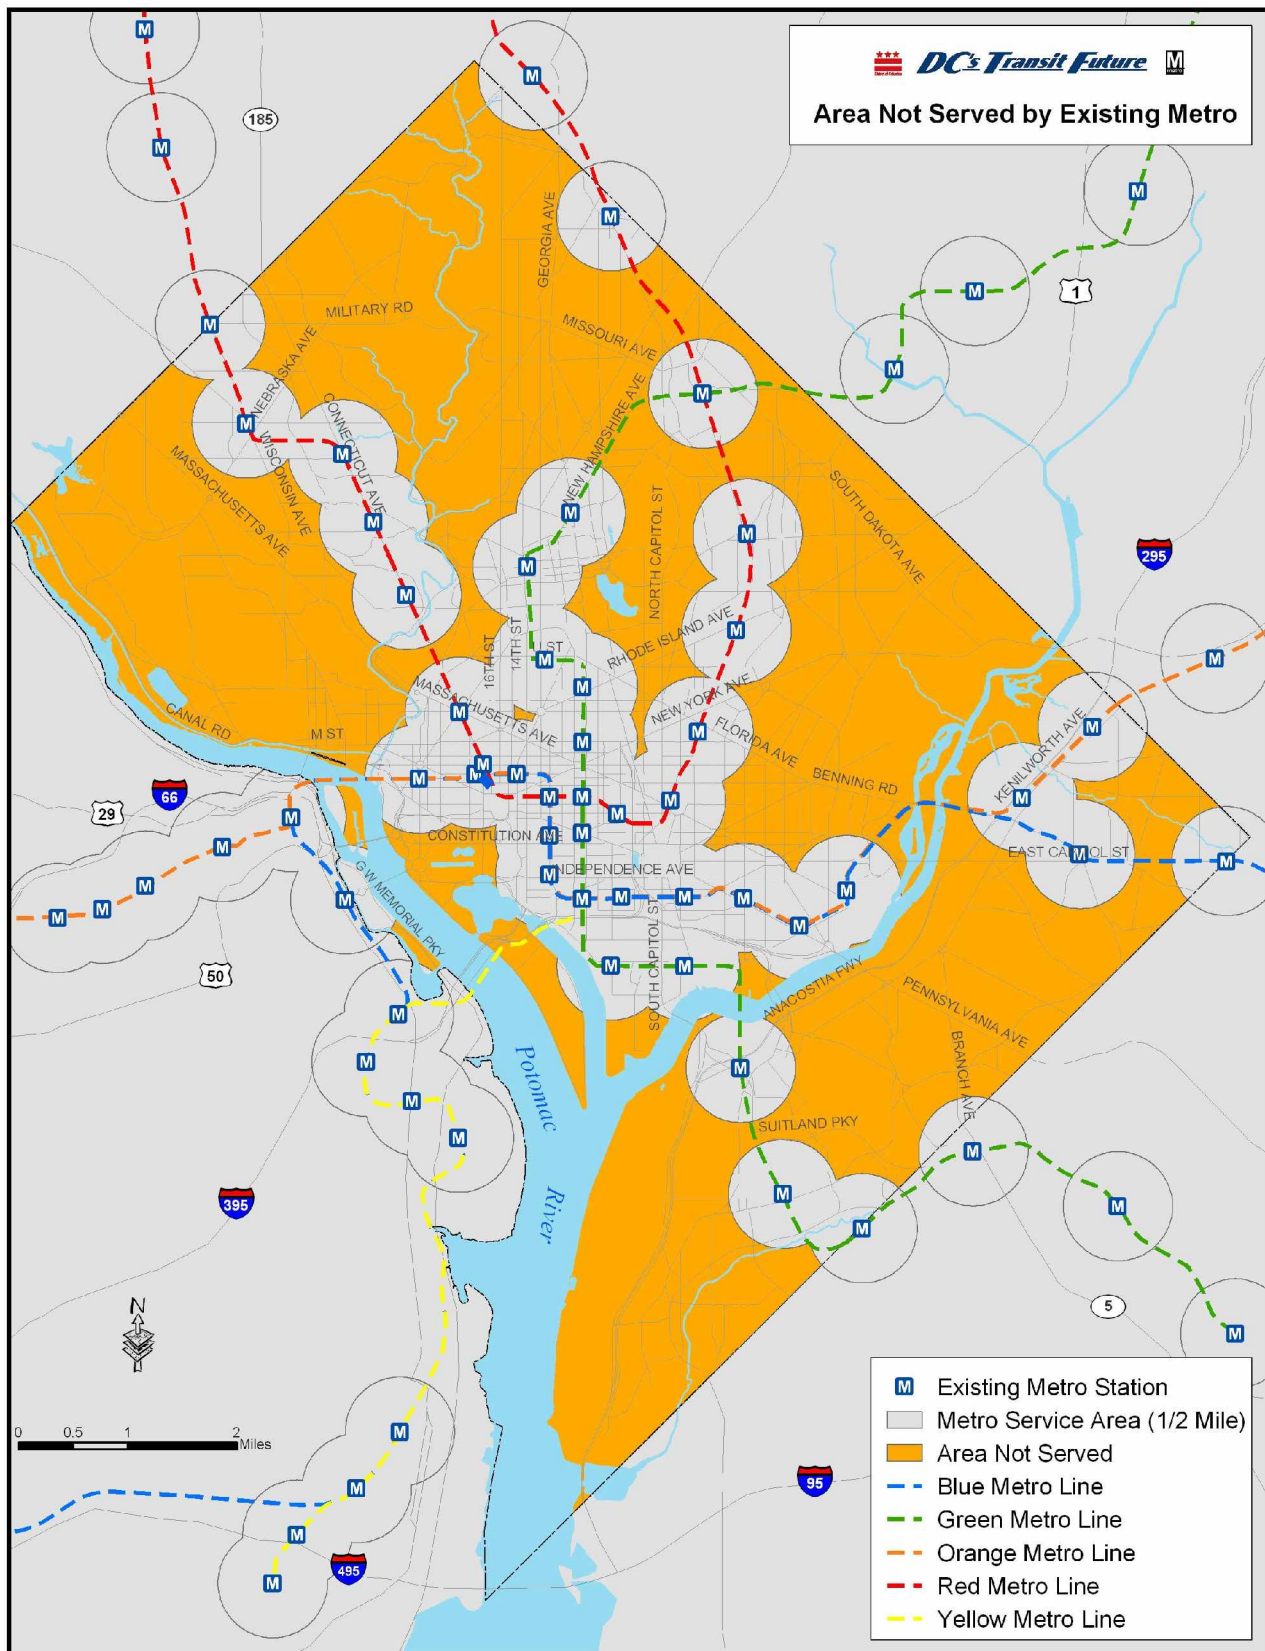 DC's Transit Future
Area Not Served by Existing Metro
185
GEORGIA AVE
MILITARY RD
1
MISSOURI AVE
NEBRASKA AVE
CONNECTICUT AVE
WISCONSIN AVE
MASSACHUSETTS AVE
NEW HAMPSHIRE AVE
NORTH CAPITOL ST
SOUTH DAKOTA AVE
295
16TH ST
14TH ST
ST
RHODE ISLAND AVE
MASSACHUSETTS AVE
NEW YORK AVE
FLORIDA AVE
CANAL RD
M ST
BENNING RD
KENILWORTH AVE
66
29
CONSTITUTION AVE
EAST CAPITOL ST
INDEPENDENCE AVE
G W MEMORIAL PKY
SOUTH CAPITOL ST
50
ANACOSTIA FWY
PENNSYLVANIA AVE
BRANCH AVE
Potomac
River
SUITLAND PKY
395
5
N
0 0.5 1 2
Miles
95
495
M Existing Metro Station
Metro Service Area (1/2 Mile)
Area Not Served
Blue Metro Line
Green Metro Line
Orange Metro Line
Red Metro Line
Yellow Metro Line